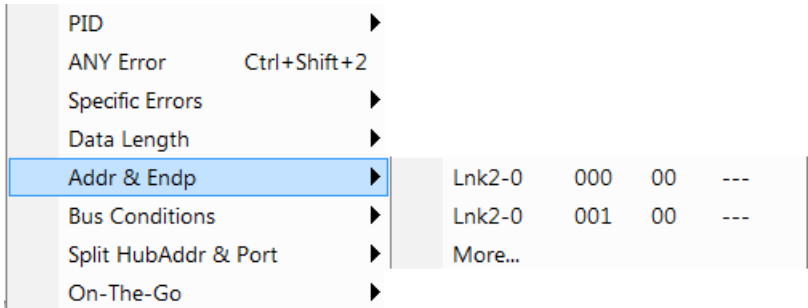 PID
ANY Error Ctrl+Shift+2
Specific Errors
Data Length
Addr & Endp
Lnk2-0 000 00 ---
Bus Conditions
Lnk2-0 001 00 ---
Split HubAddr & Port
More...
On-The-Go